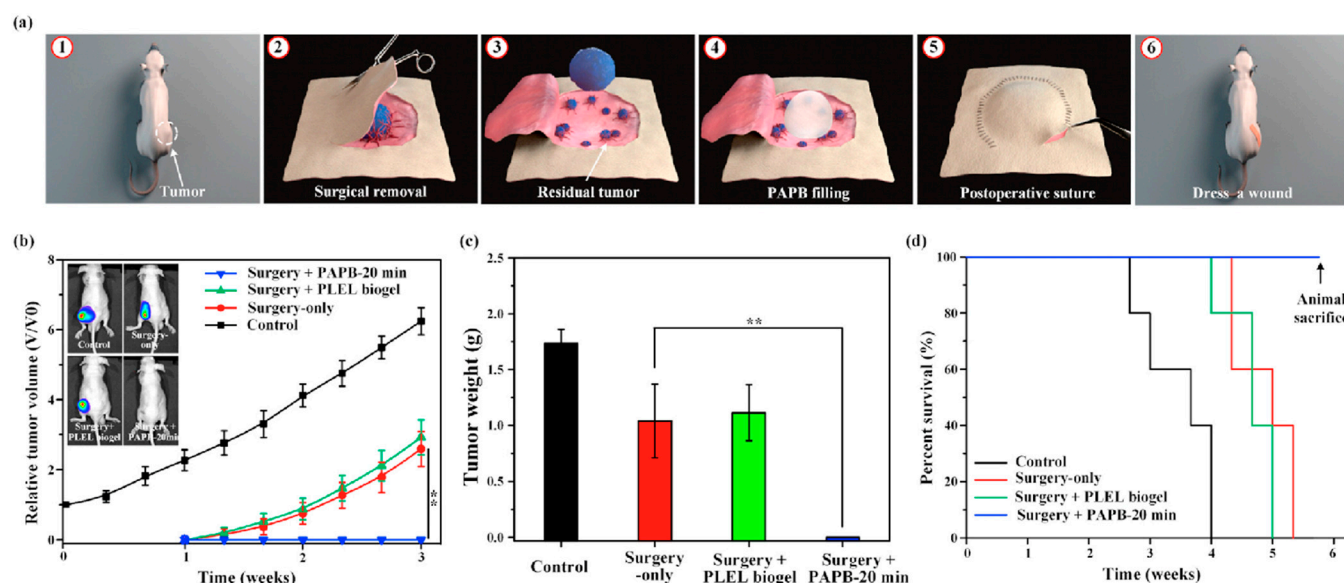 (a)
1
2
3
4
5
6
Tumor
Surgical removal
Residual tumor
PAPB filling
Postoperative suture
Dress a wound
(b)
Relative tumor volume (V/V0)
8
6
4
2
0
0
1
2
3
Time (weeks)
Surgery + PAPB-20 min
Surgery + PLEL biogel
Surgery-only
Control
Control
Surgery-
only
Surgery+
PLEL biogel
Surgery +
PAPB-20min
**
(c)
Tumor weight (g)
2.5
2.0
1.5
1.0
0.5
0.0
**
Control
Surgery
-only
Surgery +
PLEL biogel
Surgery +
PAPB-20 min
(d)
Percent survival (%)
100
80
60
40
20
0
0
1
2
3
4
5
6
Time (weeks)
Animal
sacrifice
Control
Surgery-only
Surgery + PLEL biogel
Surgery + PAPB-20 min